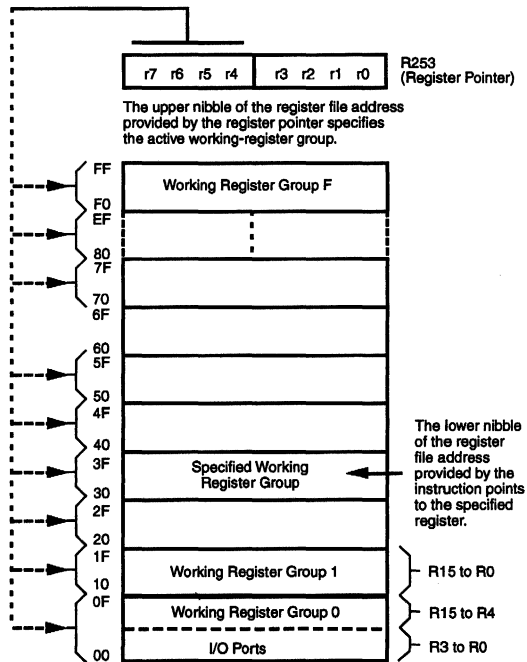 r7 r6 r5 r4 r3 r2 r1 r0
R253
(Register Pointer)
The upper nibble of the register file address
provided by the register pointer specifies
the active working-register group.
FF
Working Register Group F
F0
EF
80
7F
70
6F
60
5F
50
4F
40
3F
Specified Working
Register Group
30
2F
20
1F
Working Register Group 1
10
0F
Working Register Group 0
I/O Ports
00
The lower nibble
of the register
file address
provided by the
instruction points
to the specified
register.
R15 to R0
R15 to R4
R3 to R0